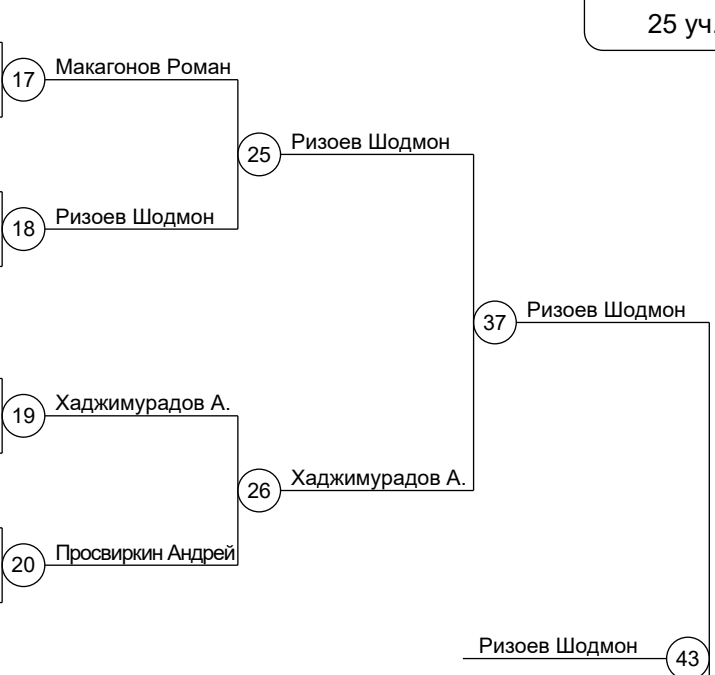 25 уч.
17 Макагонов Роман
25 Ризоев Шодмон
18 Ризоев Шодмон
37 Ризоев Шодмон
19 Хаджимурадов А.
26 Хаджимурадов А.
20 Просвиркин Андрей
Ризоев Шодмон 43